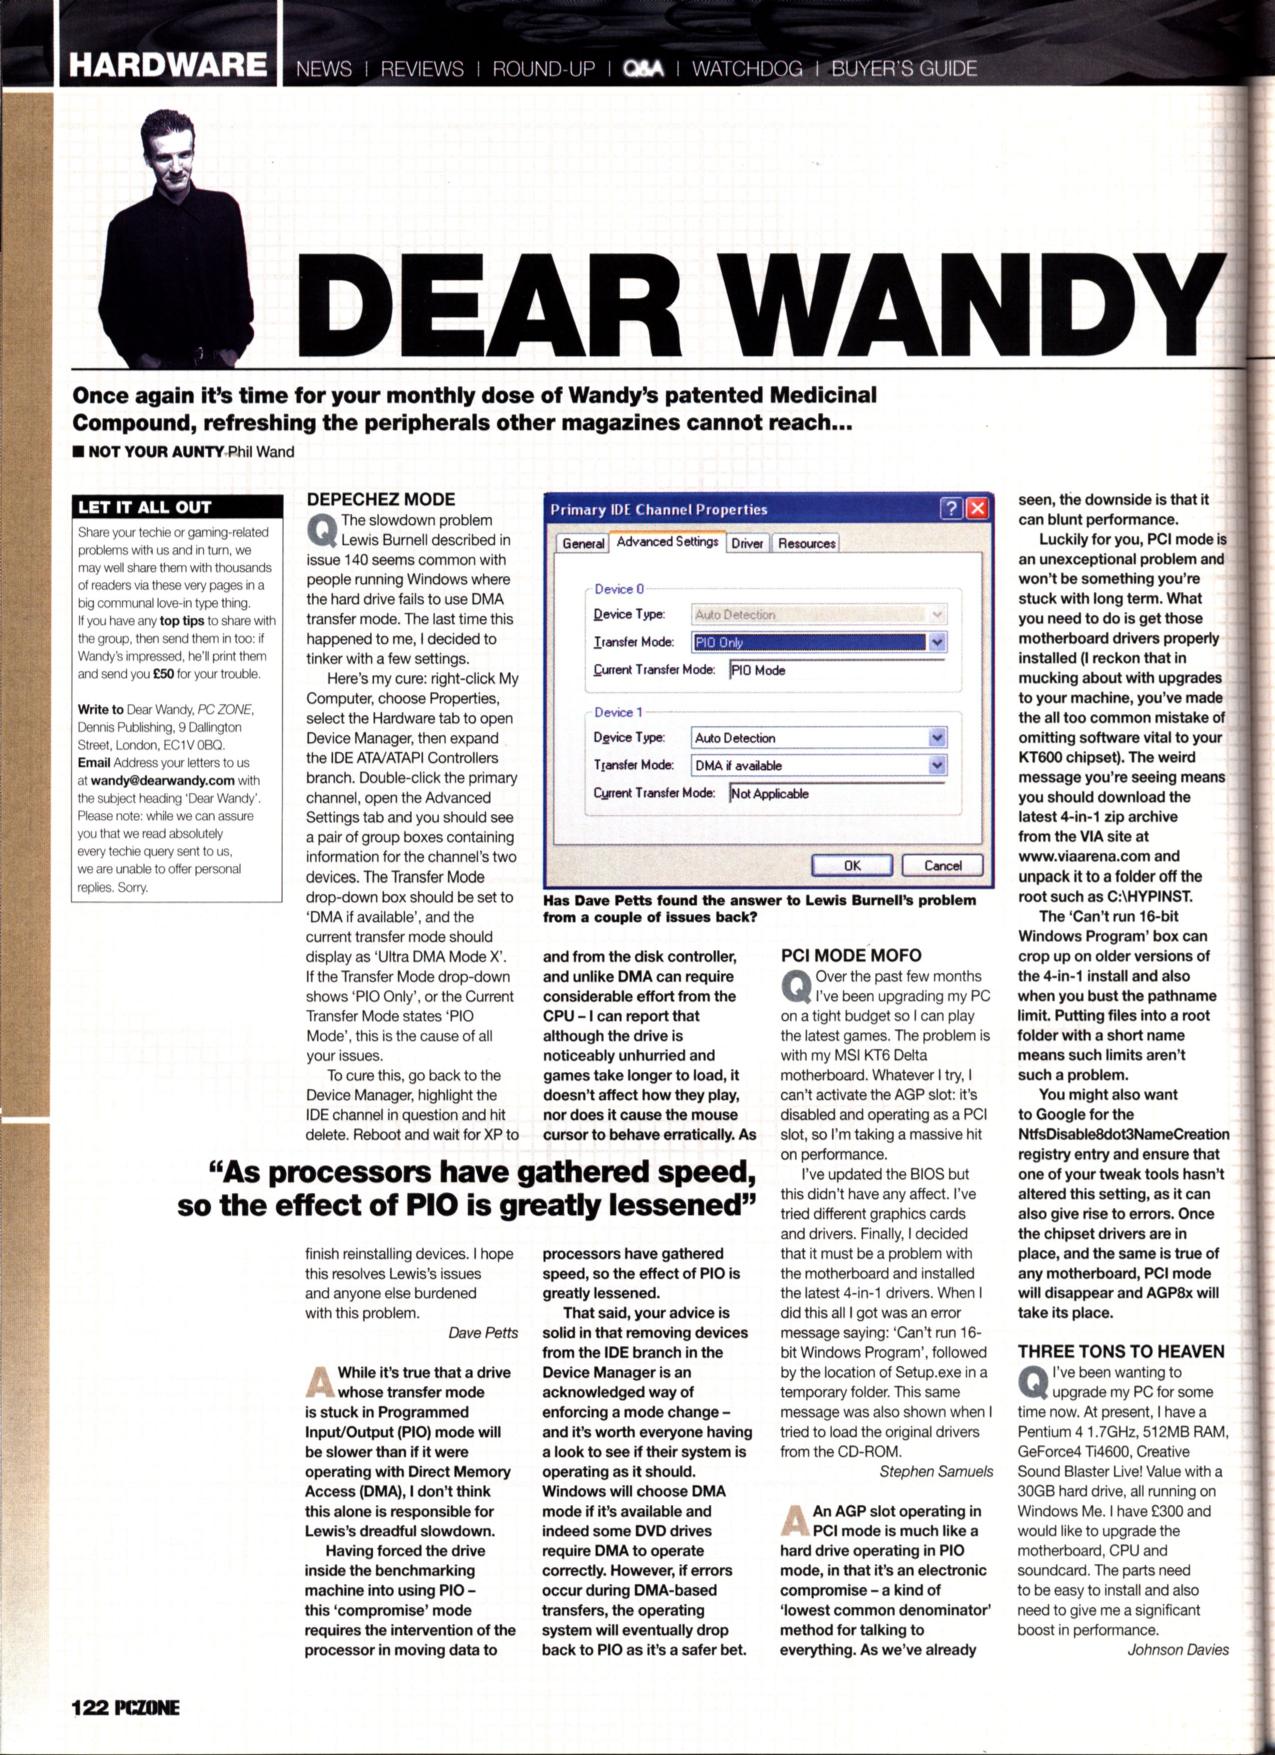 HARDWARE
NEWS | REVIEWS | ROUND-UP | Q&A | WATCHDOG | BUYER'S GUIDE
DEAR WANDY
Once again it's time for your monthly dose of Wandy's patented Medicinal
Compound, refreshing the peripherals other magazines cannot reach...
■ NOT YOUR AUNTY Phil Wand
LET IT ALL OUT
Share your techie or gaming-related
problems with us and in turn, we
may well share them with thousands
of readers via these very pages in a
big communal love-in type thing.
If you have any top tips to share with
the group, then send them in too: if
Wandy's impressed, he'll print them
and send you £50 for your trouble.
Write to Dear Wandy, PC ZONE,
Dennis Publishing, 9 Dallington
Street, London, EC1V 0BQ.
Email Address your letters to us
at wandy@dearwandy.com with
the subject heading 'Dear Wandy'.
Please note: while we can assure
you that we read absolutely
every techie query sent to us,
we are unable to offer personal
replies. Sorry.
DEPECHEZ MODE
Q The slowdown problem
Lewis Burnell described in
issue 140 seems common with
people running Windows where
the hard drive fails to use DMA
transfer mode. The last time this
happened to me, I decided to
tinker with a few settings.
Here's my cure: right-click My
Computer, choose Properties,
select the Hardware tab to open
Device Manager, then expand
the IDE ATA/ATAPI Controllers
branch. Double-click the primary
channel, open the Advanced
Settings tab and you should see
a pair of group boxes containing
information for the channel's two
devices. The Transfer Mode
drop-down box should be set to
'DMA if available', and the
current transfer mode should
display as 'Ultra DMA Mode X'.
If the Transfer Mode drop-down
shows 'PIO Only', or the Current
Transfer Mode states 'PIO
Mode', this is the cause of all
your issues.
To cure this, go back to the
Device Manager, highlight the
IDE channel in question and hit
delete. Reboot and wait for XP to
"As processors have gathered speed,
so the effect of PIO is greatly lessened"
finish reinstalling devices. I hope
this resolves Lewis's issues
and anyone else burdened
with this problem.
Dave Petts
A While it's true that a drive
whose transfer mode
is stuck in Programmed
Input/Output (PIO) mode will
be slower than if it were
operating with Direct Memory
Access (DMA), I don't think
this alone is responsible for
Lewis's dreadful slowdown.
Having forced the drive
inside the benchmarking
machine into using PIO –
this 'compromise' mode
requires the intervention of the
processor in moving data to
Primary IDE Channel Properties
General Advanced Settings Driver Resources
Device 0
Device Type: Auto Detection
Transfer Mode: PIO Only
Current Transfer Mode: PIO Mode
Device 1
Device Type: Auto Detection
Transfer Mode: DMA if available
Current Transfer Mode: Not Applicable
OK Cancel
Has Dave Petts found the answer to Lewis Burnell's problem
from a couple of issues back?
and from the disk controller,
and unlike DMA can require
considerable effort from the
CPU – I can report that
although the drive is
noticeably unhurried and
games take longer to load, it
doesn't affect how they play,
nor does it cause the mouse
cursor to behave erratically. As
processors have gathered
speed, so the effect of PIO is
greatly lessened.
That said, your advice is
solid in that removing devices
from the IDE branch in the
Device Manager is an
acknowledged way of
enforcing a mode change –
and it's worth everyone having
a look to see if their system is
operating as it should.
Windows will choose DMA
mode if it's available and
indeed some DVD drives
require DMA to operate
correctly. However, if errors
occur during DMA-based
transfers, the operating
system will eventually drop
back to PIO as it's a safer bet.
PCI MODE MOFO
Q Over the past few months
I've been upgrading my PC
on a tight budget so I can play
the latest games. The problem is
with my MSI KT6 Delta
motherboard. Whatever I try, I
can't activate the AGP slot: it's
disabled and operating as a PCI
slot, so I'm taking a massive hit
on performance.
I've updated the BIOS but
this didn't have any affect. I've
tried different graphics cards
and drivers. Finally, I decided
that it must be a problem with
the motherboard and installed
the latest 4-in-1 drivers. When I
did this all I got was an error
message saying: 'Can't run 16-
bit Windows Program', followed
by the location of Setup.exe in a
temporary folder. This same
message was also shown when I
tried to load the original drivers
from the CD-ROM.
Stephen Samuels
A An AGP slot operating in
PCI mode is much like a
hard drive operating in PIO
mode, in that it's an electronic
compromise – a kind of
'lowest common denominator'
method for talking to
everything. As we've already
seen, the downside is that it
can blunt performance.
Luckily for you, PCI mode is
an unexceptional problem and
won't be something you're
stuck with long term. What
you need to do is get those
motherboard drivers properly
installed (I reckon that in
mucking about with upgrades
to your machine, you've made
the all too common mistake of
omitting software vital to your
KT600 chipset). The weird
message you're seeing means
you should download the
latest 4-in-1 zip archive
from the VIA site at
www.viaarena.com and
unpack it to a folder off the
root such as C:\HYPINST.
The 'Can't run 16-bit
Windows Program' box can
crop up on older versions of
the 4-in-1 install and also
when you bust the pathname
limit. Putting files into a root
folder with a short name
means such limits aren't
such a problem.
You might also want
to Google for the
NtfsDisable8dot3NameCreation
registry entry and ensure that
one of your tweak tools hasn't
altered this setting, as it can
also give rise to errors. Once
the chipset drivers are in
place, and the same is true of
any motherboard, PCI mode
will disappear and AGP8x will
take its place.
THREE TONS TO HEAVEN
Q I've been wanting to
upgrade my PC for some
time now. At present, I have a
Pentium 4 1.7GHz, 512MB RAM,
GeForce4 Ti4600, Creative
Sound Blaster Live! Value with a
30GB hard drive, all running on
Windows Me. I have £300 and
would like to upgrade the
motherboard, CPU and
soundcard. The parts need
to be easy to install and also
need to give me a significant
boost in performance.
Johnson Davies
122 PCZONE